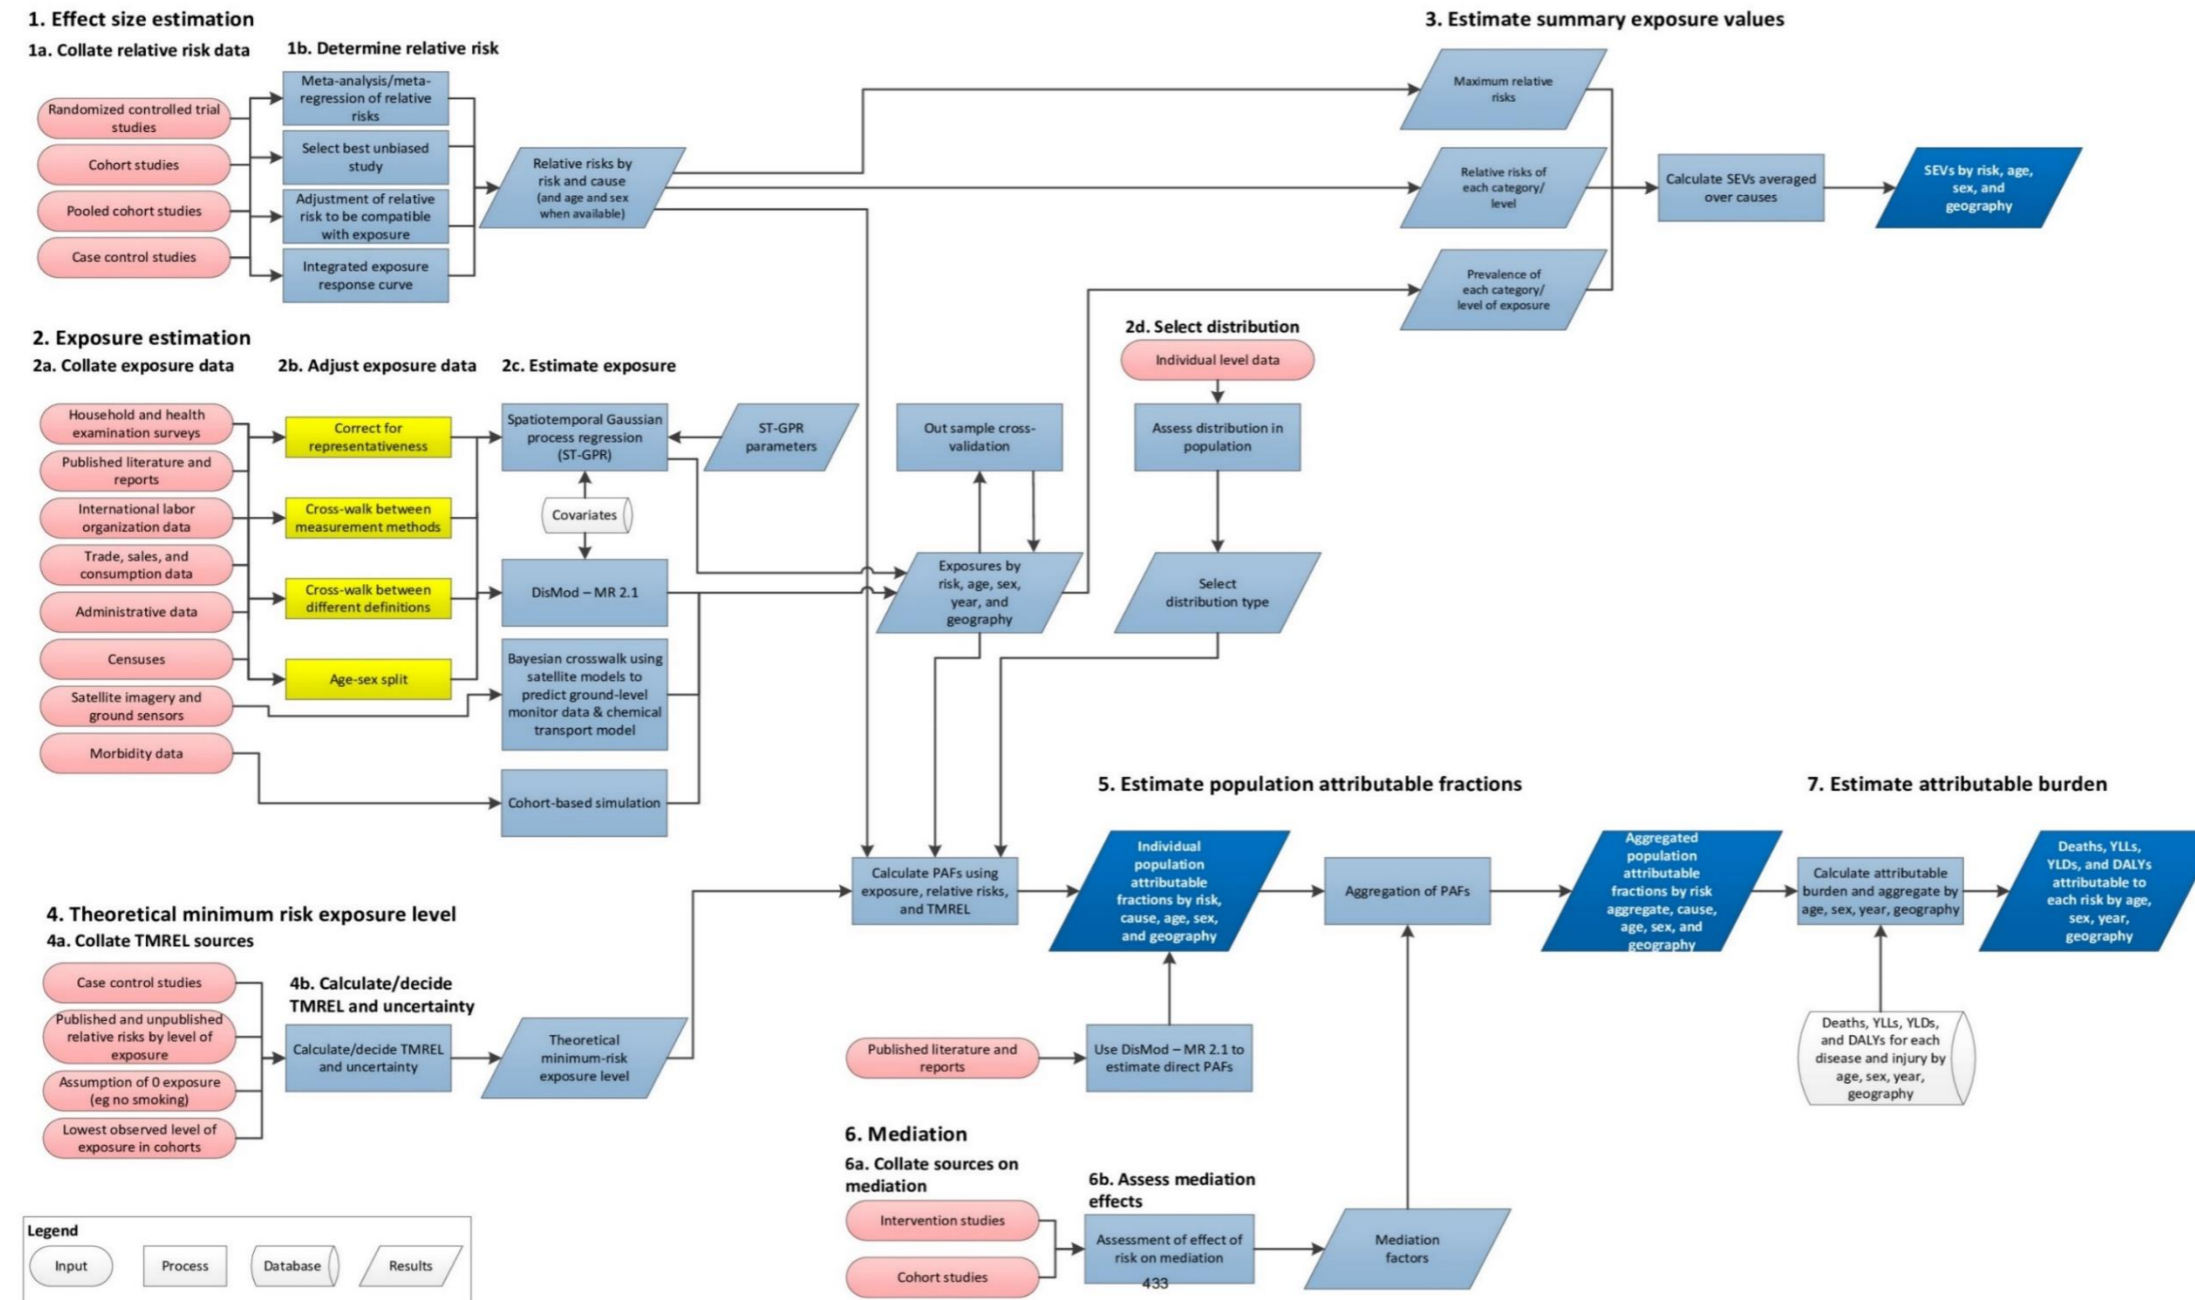 1. Effect size estimation
1a. Collate relative risk data
1b. Determine relative risk
Randomized controlled trial
studies
Cohort studies
Pooled cohort studies
Case control studies
Meta-analysis/meta-
regression of relative
risks
Select best unbiased
study
Adjustment of relative
risk to be compatible
with exposure
Integrated exposure
response curve
Relative risks by
risk and cause
(and age and sex
when available)
3. Estimate summary exposure values
Maximum relative
risks
Relative risks of
each category/
level
Prevalence of
each category/
level of exposure
Calculate SEVs averaged
over causes
SEVs by risk, age,
sex, and
geography
2. Exposure estimation
2a. Collate exposure data
2b. Adjust exposure data
2c. Estimate exposure
2d. Select distribution
Household and health
examination surveys
Published literature and
reports
International labor
organization data
Trade, sales, and
consumption data
Administrative data
Censuses
Satellite imagery and
ground sensors
Morbidity data
Correct for
representativeness
Cross-walk between
measurement methods
Cross-walk between
different definitions
Age-sex split
Spatiotemporal Gaussian
process regression
(ST-GPR)
ST-GPR
parameters
Covariates
DisMod – MR 2.1
Bayesian crosswalk using
satellite models to
predict ground-level
monitor data & chemical
transport model
Cohort-based simulation
Out sample cross-
validation
Exposures by
risk, age, sex,
year, and
geography
Individual level data
Assess distribution in
population
Select
distribution type
4. Theoretical minimum risk exposure level
4a. Collate TMREL sources
Case control studies
Published and unpublished
relative risks by level of
exposure
Assumption of 0 exposure
(eg no smoking)
Lowest observed level of
exposure in cohorts
4b. Calculate/decide
TMREL and uncertainty
Calculate/decide TMREL
and uncertainty
Theoretical
minimum-risk
exposure level
5. Estimate population attributable fractions
Calculate PAFs using
exposure, relative risks,
and TMREL
Individual
population
attributable
fractions by risk,
cause, age, sex,
and geography
Aggregation of PAFs
Aggregated
population
attributable
fractions by risk
aggregate, cause,
age, sex, and
geography
Published literature and
reports
Use DisMod – MR 2.1 to
estimate direct PAFs
7. Estimate attributable burden
Calculate attributable
burden and aggregate by
age, sex, year, geography
Deaths, YLLs,
YLDs, and DALYs
attributable to
each risk by age,
sex, year,
geography
Deaths, YLLs, YLDs,
and DALYs for each
disease and injury by
age, sex, year,
geography
6. Mediation
6a. Collate sources on
mediation
Intervention studies
Cohort studies
6b. Assess mediation
effects
Assessment of effect of
risk on mediation
Mediation
factors
433
Legend
Input
Process
Database
Results